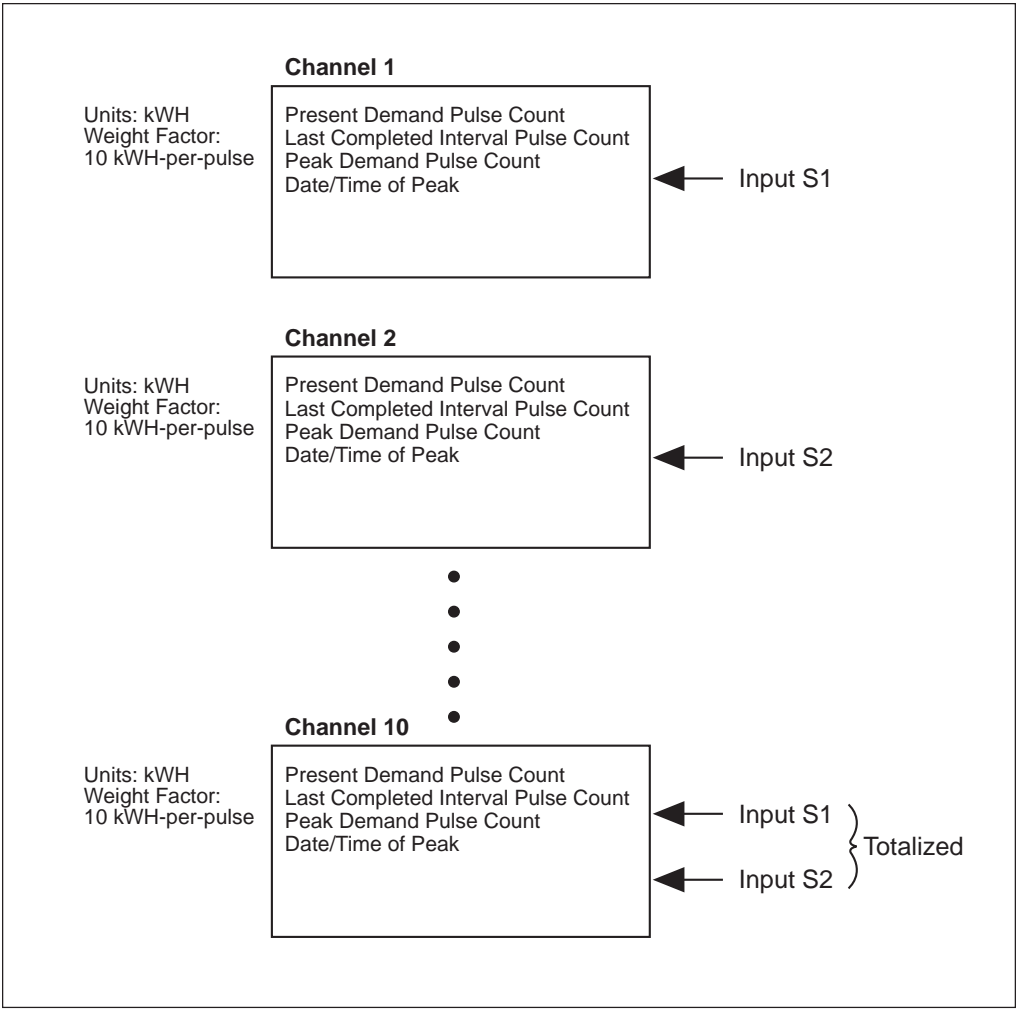 Channel 1
Units: kWH
Weight Factor:
10 kWH-per-pulse
Present Demand Pulse Count
Last Completed Interval Pulse Count
Peak Demand Pulse Count
Date/Time of Peak
Input S1
Channel 2
Units: kWH
Weight Factor:
10 kWH-per-pulse
Present Demand Pulse Count
Last Completed Interval Pulse Count
Peak Demand Pulse Count
Date/Time of Peak
Input S2
Channel 10
Units: kWH
Weight Factor:
10 kWH-per-pulse
Present Demand Pulse Count
Last Completed Interval Pulse Count
Peak Demand Pulse Count
Date/Time of Peak
Input S1
Input S2
Totalized